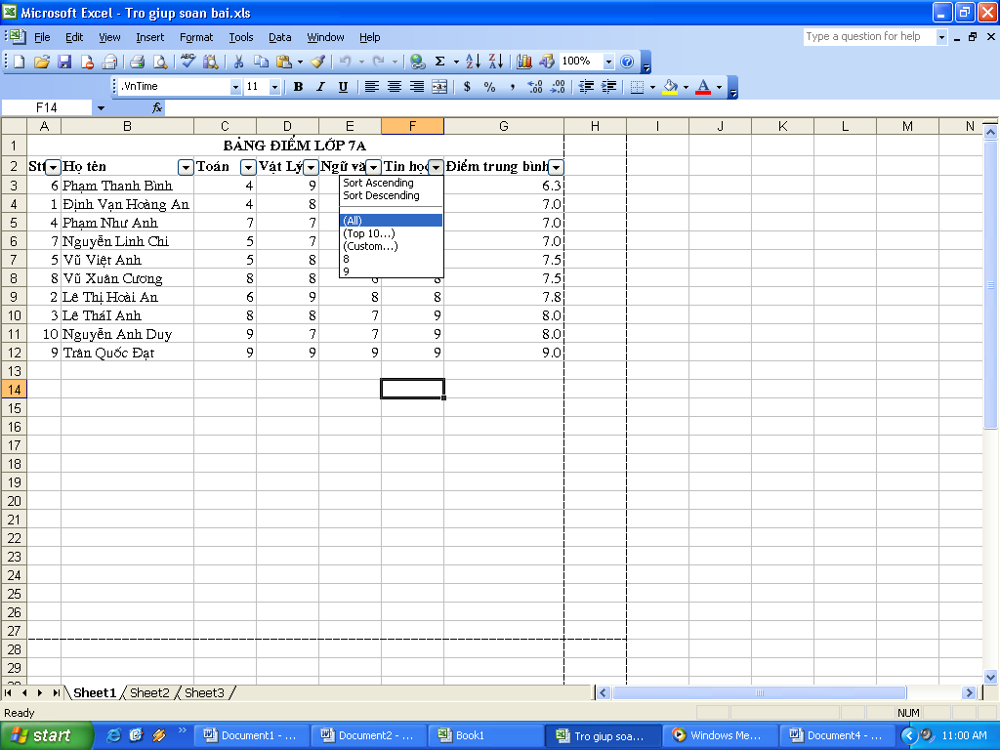 Microsoft Excel - Tro giup soan bai.xls
File Edit View Insert Format Tools Data Window Help
Type a question for help
100%
.VnTime 11 B I U $ % ,
F14 fx
A B C D E F G H I J K L M N
1 BẢNG ĐIỂM LỚP 7A
2 Stt Họ tên Toán Vật Lý Ngữ vă Tin học Điểm trung bình
3 6 Phạm Thanh Bình 4 9 6.3
4 1 Định Vạn Hoàng An 4 8 7.0
5 4 Phạm Như Anh 7 7 7.0
6 7 Nguyễn Linh Chi 5 7 7.0
7 5 Vũ Việt Anh 5 8 7.5
8 8 Vũ Xuân Cương 8 8 8 8 7.5
9 2 Lê Thị Hoài An 6 9 8 8 7.8
10 3 Lê TháI Anh 8 8 7 9 8.0
11 10 Nguyễn Anh Duy 9 7 7 9 8.0
12 9 Trân Quốc Đạt 9 9 9 9 9.0
Sort Ascending
Sort Descending
(All)
(Top 10...)
(Custom...)
8
9
13
14
15
16
17
18
19
20
21
22
23
24
25
26
27
28
29
Sheet1 Sheet2 Sheet3
Ready NUM
start Document1 - ... Document2 - ... Book1 Tro giup soa... Windows Me... Document4 - ... 11:00 AM